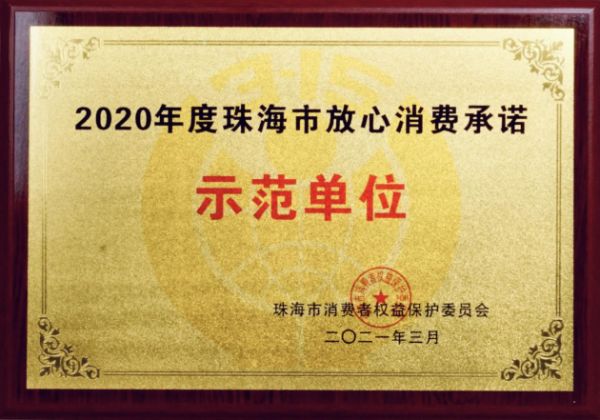 2020年度珠海市放心消费承诺
示范单位
珠海市消费者权益保护委员会
二〇二一年三月